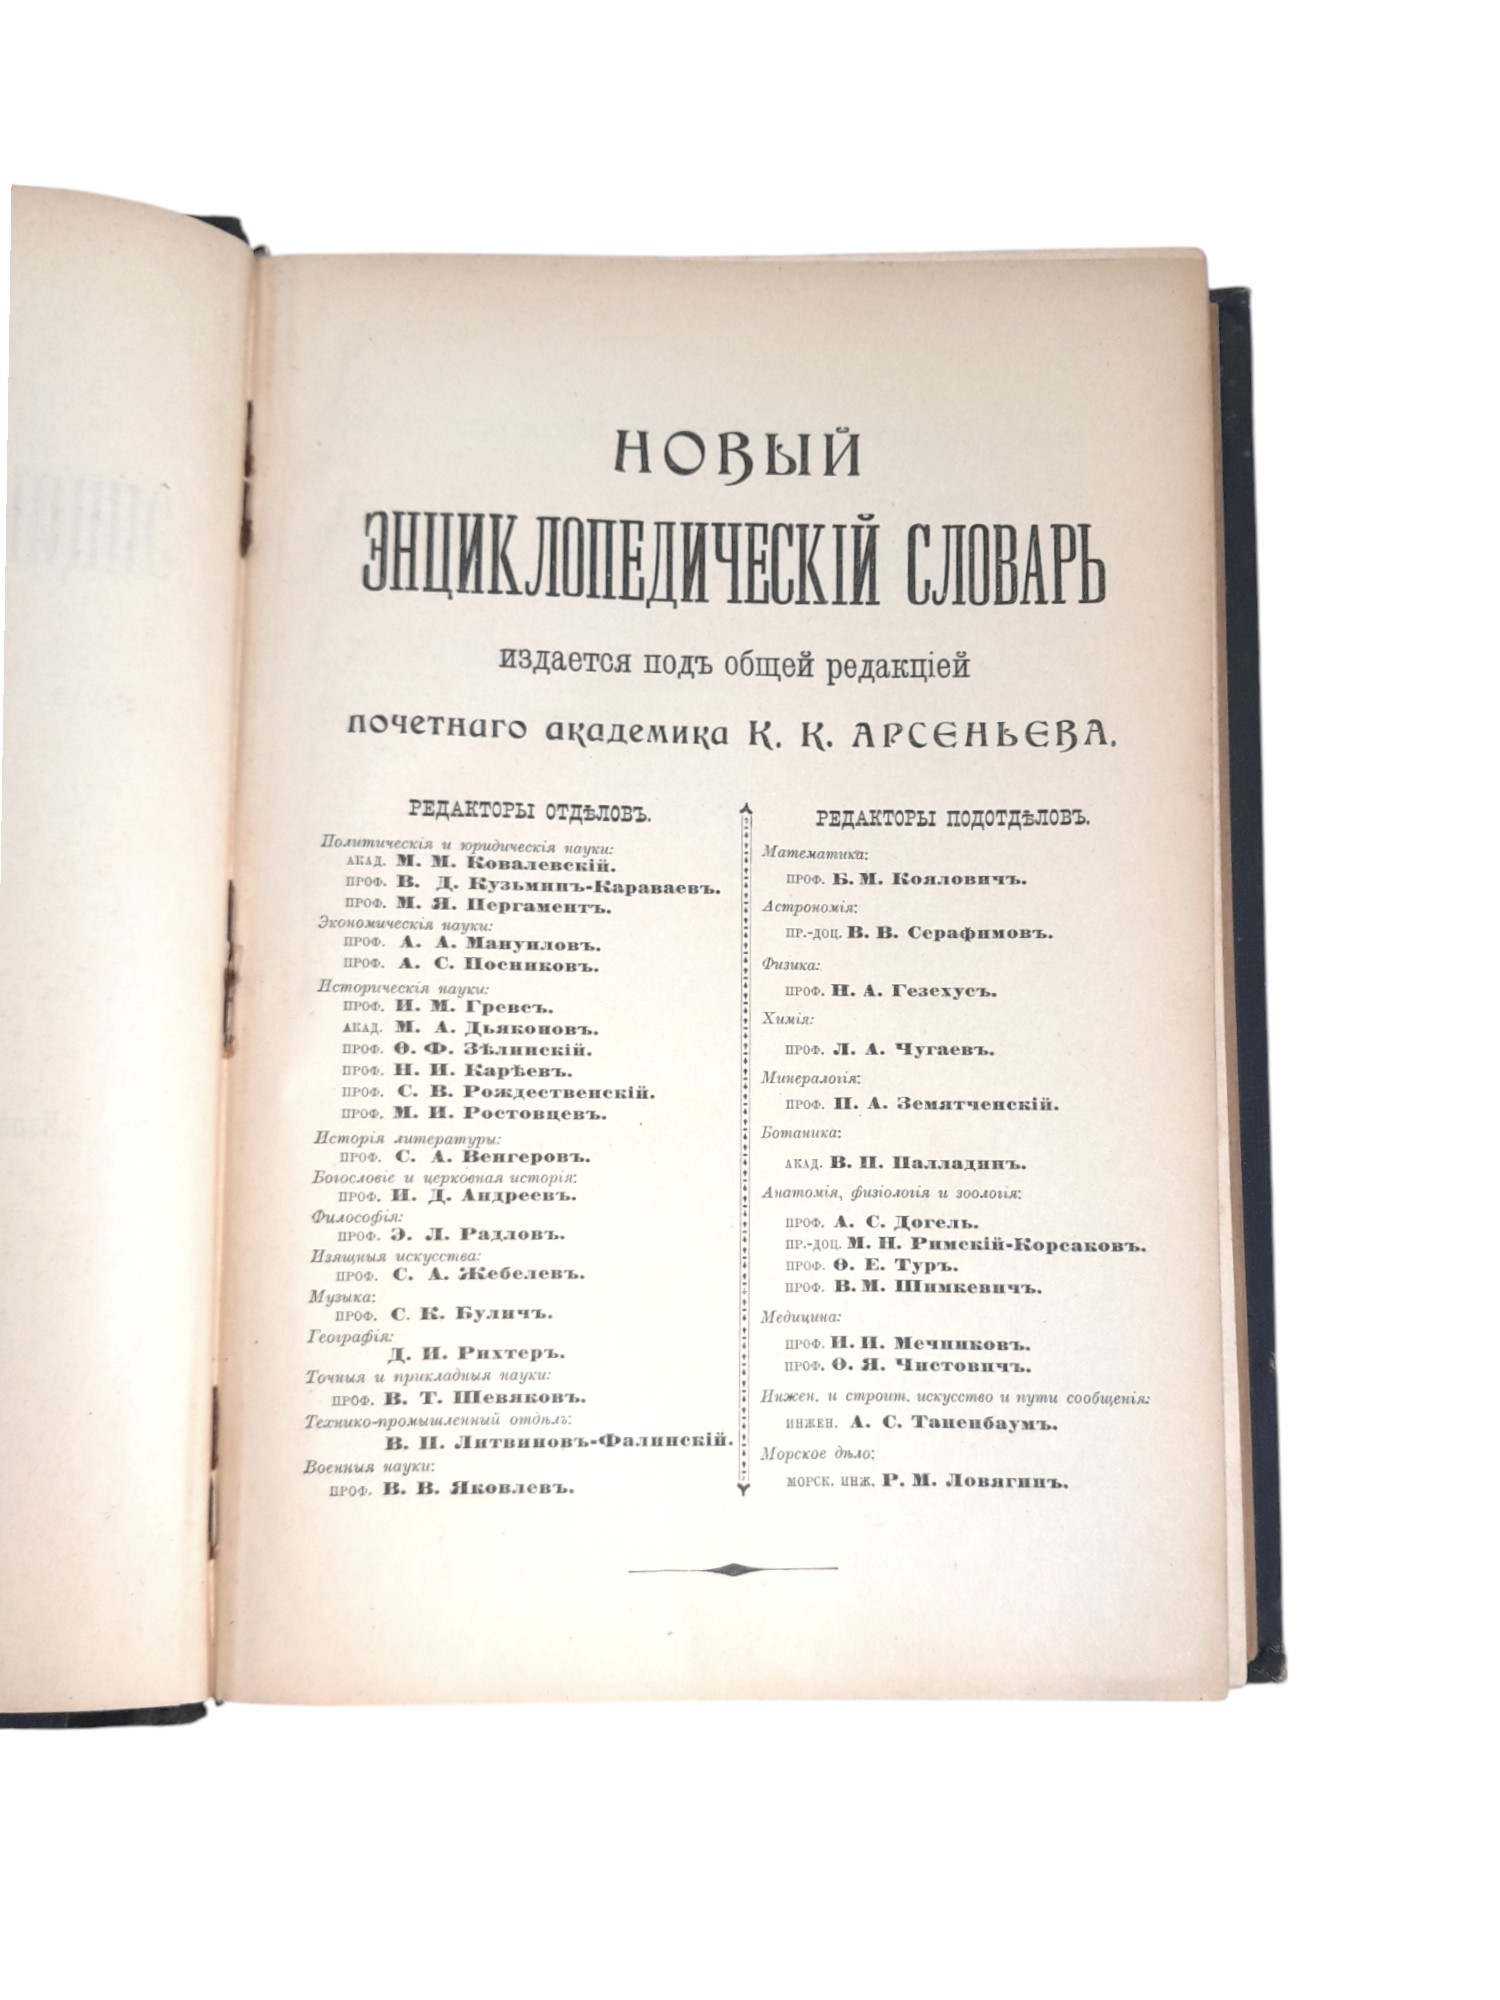 НОВЫЙ
ЭНЦИКЛОПЕДИЧЕСКІЙ СЛОВАРЬ
издается подъ общей редакціей
почетнаго академика К. К. АРСЕНЬЕВА.
РЕДАКТОРЫ ОТДѢЛОВЪ.
Политическія и юридическія науки:
АКАД. М. М. Ковалевскій.
ПРОФ. В. Д. Кузьминъ-Караваевъ.
ПРОФ. М. Я. Пергаментъ.
Экономическія науки:
ПРОФ. А. А. Мануиловъ.
ПРОФ. А. С. Посниковъ.
Историческія науки:
ПРОФ. И. М. Гревсъ.
АКАД. М. А. Дьяконовъ.
ПРОФ. Ѳ. Ф. Зѣлинскій.
ПРОФ. Н. И. Карѣевъ.
ПРОФ. С. В. Рождественскій.
ПРОФ. М. И. Ростовцевъ.
Исторія литературы:
ПРОФ. С. А. Венгеровъ.
Богословіе и церковная исторія:
ПРОФ. И. Д. Андреевъ.
Философія:
ПРОФ. Э. Л. Радловъ.
Изящныя искусства:
ПРОФ. С. А. Жебелевъ.
Музыка:
ПРОФ. С. К. Буличъ.
Географія:
Д. И. Рихтеръ.
Точныя и прикладныя науки:
ПРОФ. В. Т. Шевяковъ.
Технико-промышленный отдѣлъ:
В. П. Литвиновъ-Фалинскій.
Военныя науки:
ПРОФ. В. В. Яковлевъ.
РЕДАКТОРЫ ПОДОТДѢЛОВЪ.
Математика:
ПРОФ. Б. М. Кояловичъ.
Астрономія:
ПР.-ДОЦ. В. В. Серафимовъ.
Физика:
ПРОФ. Н. А. Гезехусъ.
Химія:
ПРОФ. Л. А. Чугаевъ.
Минералогія:
ПРОФ. П. А. Земятченскій.
Ботаника:
АКАД. В. И. Палладинъ.
Анатомія, физіологія и зоологія:
ПРОФ. А. С. Догель.
ПР.-ДОЦ. М. Н. Римскій-Корсаковъ.
ПРОФ. Ѳ. Е. Туръ.
ПРОФ. В. М. Шимкевичъ.
Медицина:
ПРОФ. И. И. Мечниковъ.
ПРОФ. Ѳ. Я. Чистовичъ.
Инжен. и строит. искусство и пути сообщенія:
ИНЖЕН. А. С. Таненбаумъ.
Морское дѣло:
МОРСК. ИНЖ. Р. М. Ловягинъ.